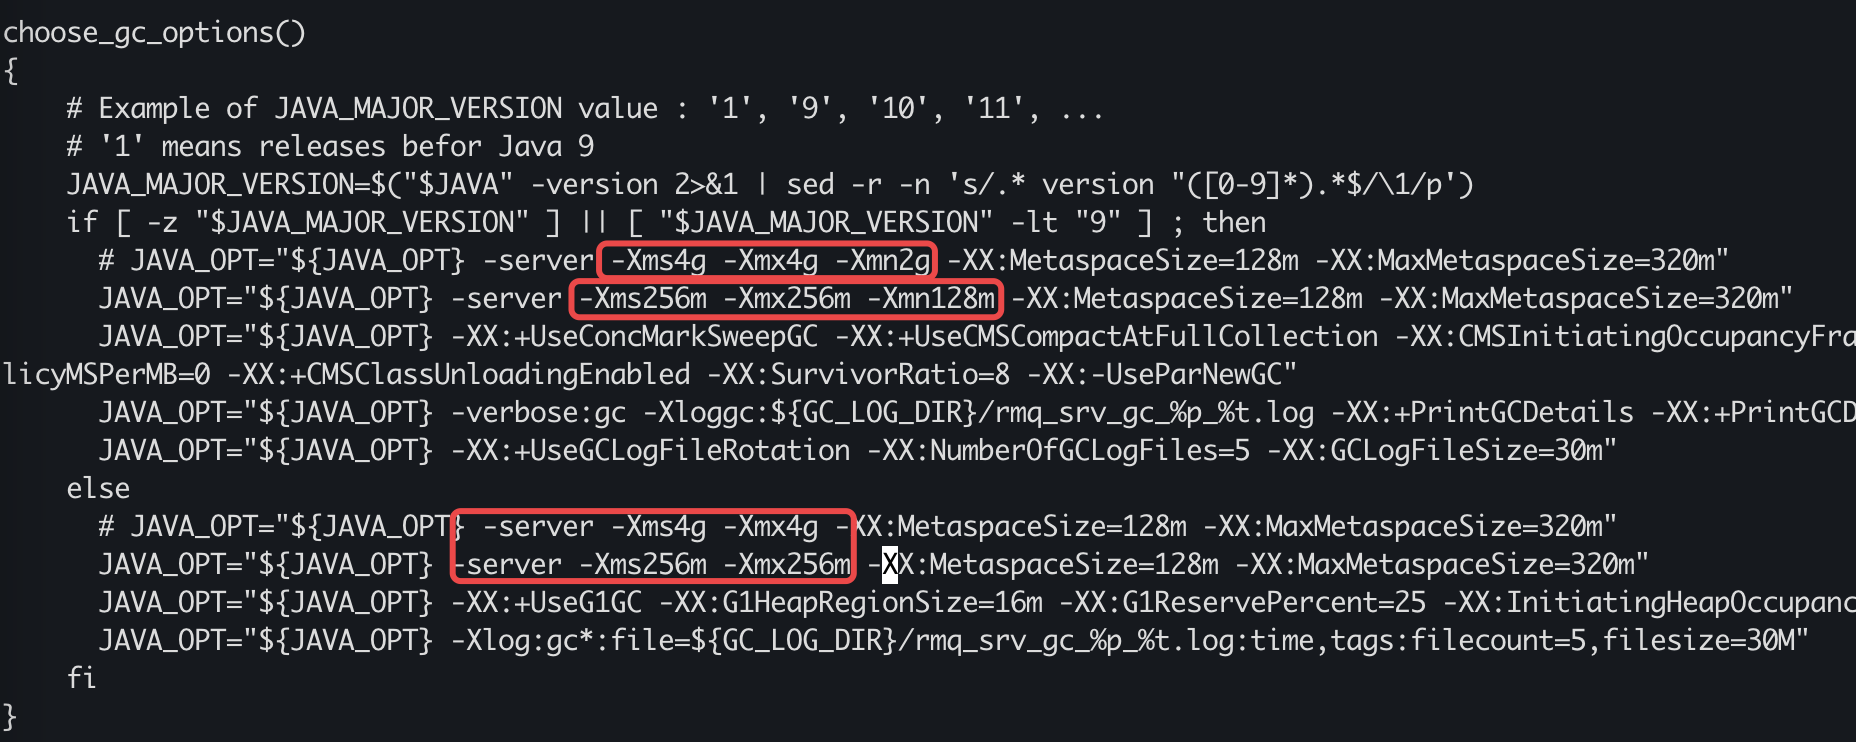 choose_gc_options()
{
    # Example of JAVA_MAJOR_VERSION value : '1', '9', '10', '11', ...
    # '1' means releases befor Java 9
    JAVA_MAJOR_VERSION=$("$JAVA" -version 2>&1 | sed -r -n 's/.* version "([0-9]*).*$/\1/p')
    if [ -z "$JAVA_MAJOR_VERSION" ] || [ "$JAVA_MAJOR_VERSION" -lt "9" ] ; then
      # JAVA_OPT="${JAVA_OPT} -server -Xms4g -Xmx4g -Xmn2g -XX:MetaspaceSize=128m -XX:MaxMetaspaceSize=320m"
      JAVA_OPT="${JAVA_OPT} -server -Xms256m -Xmx256m -Xmn128m -XX:MetaspaceSize=128m -XX:MaxMetaspaceSize=320m"
      JAVA_OPT="${JAVA_OPT} -XX:+UseConcMarkSweepGC -XX:+UseCMSCompactAtFullCollection -XX:CMSInitiatingOccupancyFra
licyMSPerMB=0 -XX:+CMSClassUnloadingEnabled -XX:SurvivorRatio=8 -XX:-UseParNewGC"
      JAVA_OPT="${JAVA_OPT} -verbose:gc -Xloggc:${GC_LOG_DIR}/rmq_srv_gc_%p_%t.log -XX:+PrintGCDetails -XX:+PrintGCD
      JAVA_OPT="${JAVA_OPT} -XX:+UseGCLogFileRotation -XX:NumberOfGCLogFiles=5 -XX:GCLogFileSize=30m"
    else
      # JAVA_OPT="${JAVA_OPT} -server -Xms4g -Xmx4g -XX:MetaspaceSize=128m -XX:MaxMetaspaceSize=320m"
      JAVA_OPT="${JAVA_OPT} -server -Xms256m -Xmx256m -XX:MetaspaceSize=128m -XX:MaxMetaspaceSize=320m"
      JAVA_OPT="${JAVA_OPT} -XX:+UseG1GC -XX:G1HeapRegionSize=16m -XX:G1ReservePercent=25 -XX:InitiatingHeapOccupanc
      JAVA_OPT="${JAVA_OPT} -Xlog:gc*:file=${GC_LOG_DIR}/rmq_srv_gc_%p_%t.log:time,tags:filecount=5,filesize=30M"
    fi
}